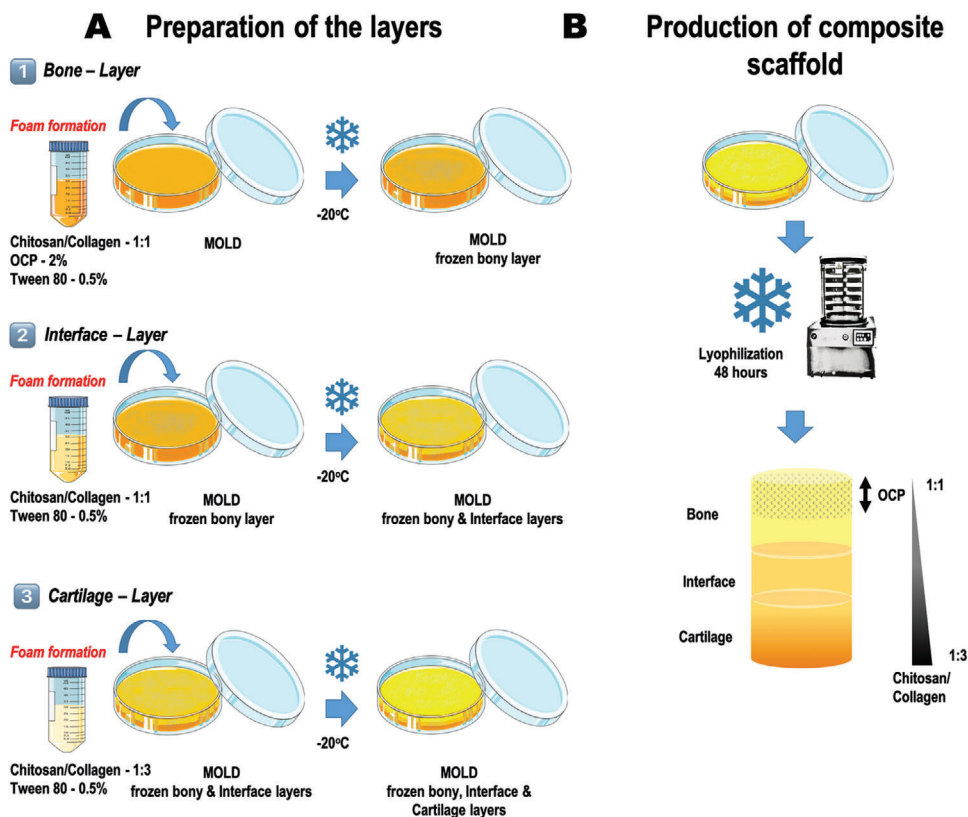 A Preparation of the layers
1 Bone – Layer
Foam formation
-20ºC
Chitosan/Collagen - 1:1
OCP - 2%
Tween 80 - 0.5%
MOLD
MOLD
frozen bony layer
2 Interface – Layer
Foam formation
-20ºC
Chitosan/Collagen - 1:1
Tween 80 - 0.5%
MOLD
frozen bony layer
MOLD
frozen bony & Interface layers
3 Cartilage – Layer
Foam formation
-20ºC
Chitosan/Collagen - 1:3
Tween 80 - 0.5%
MOLD
frozen bony & Interface layers
MOLD
frozen bony, Interface &
Cartilage layers
B Production of composite
scaffold
Lyophilization
48 hours
Bone
Interface
Cartilage
OCP
1:1
1:3
Chitosan/
Collagen